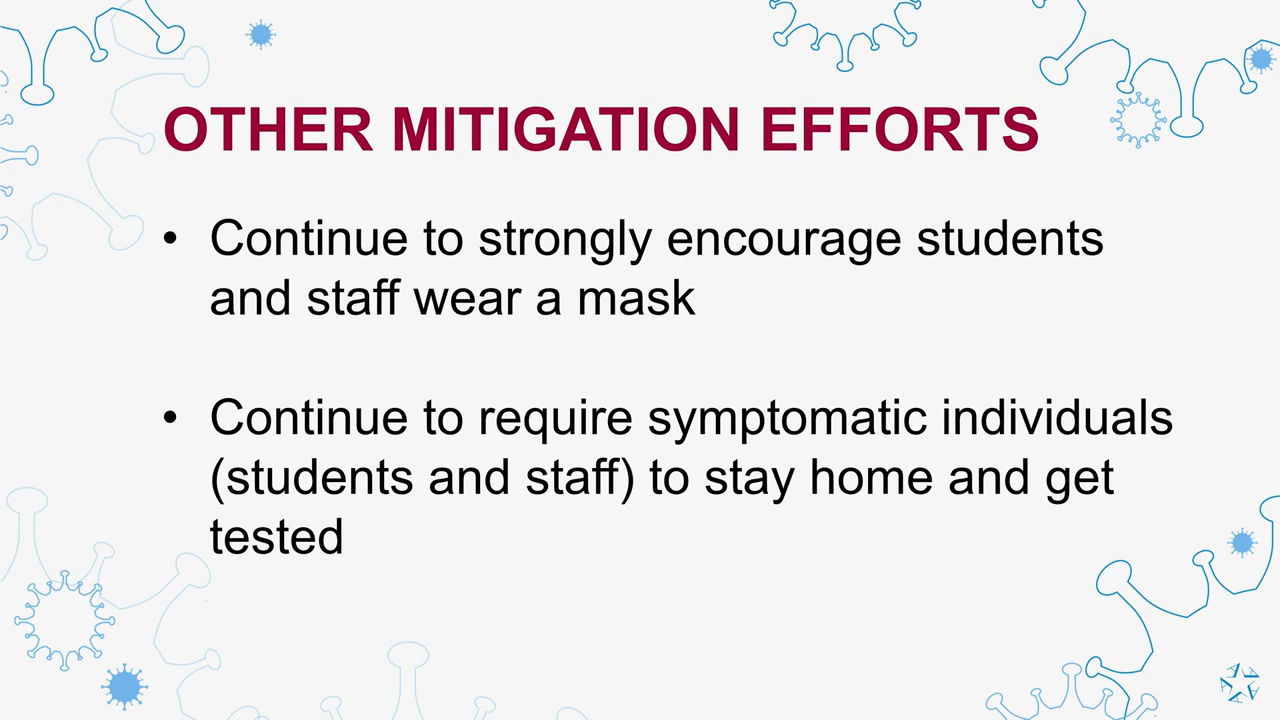 OTHER MITIGATION EFFORTS
• Continue to strongly encourage students
and staff wear a mask
• Continue to require symptomatic individuals
(students and staff) to stay home and get
tested